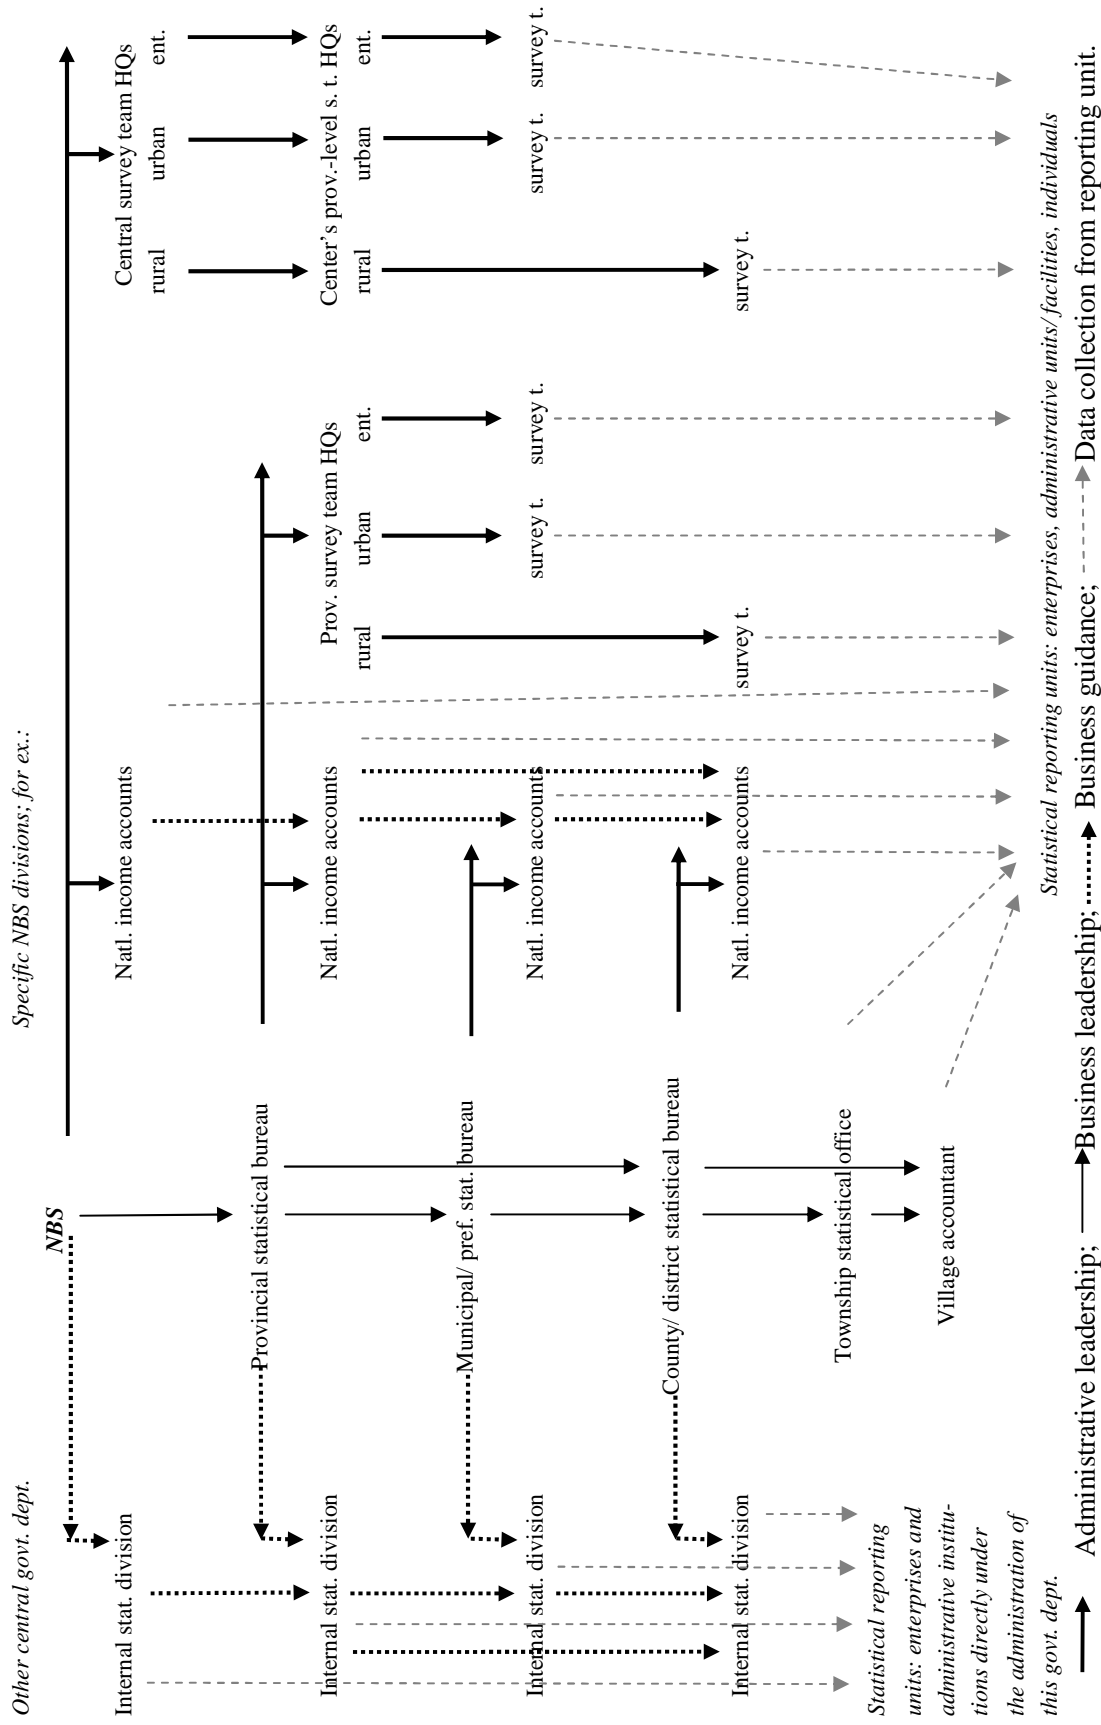 Other central govt. dept.
Specific NBS divisions; for ex.:
NBS
Internal stat. division
Natl. income accounts
Central survey team HQs
rural urban ent.
Provincial statistical bureau
Internal stat. division
Natl. income accounts
Prov. survey team HQs
Center's prov.-level s. t. HQs
rural urban ent.
rural urban ent.
Municipal/ pref. stat. bureau
Internal stat. division
Natl. income accounts
survey t.
survey t.
survey t.
survey t.
County/ district statistical bureau
Internal stat. division
Natl. income accounts
survey t.
survey t.
Township statistical office
Village accountant
Statistical reporting
units: enterprises and
administrative institu-
tions directly under
the administration of
this govt. dept.
Statistical reporting units: enterprises, administrative units/ facilities, individuals
Administrative leadership; Business leadership; Business guidance; Data collection from reporting unit.